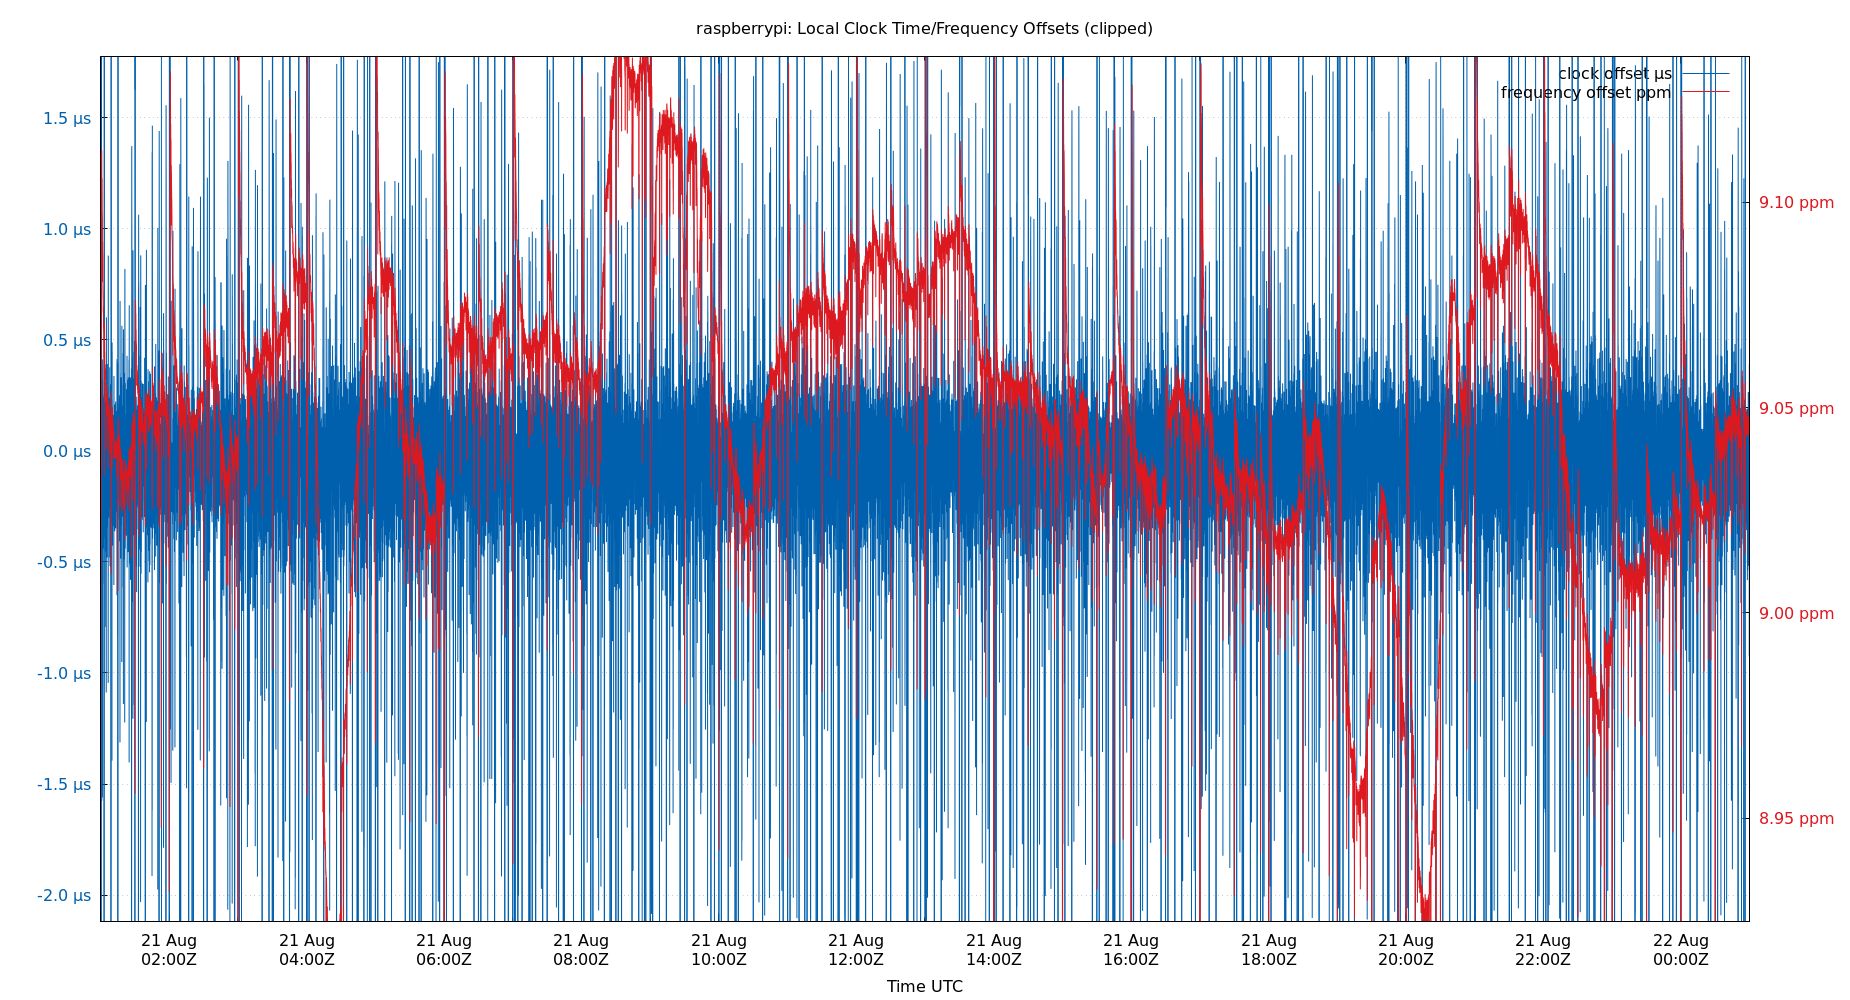 raspberrypi: Local Clock Time/Frequency Offsets (clipped)
clock offset µs
frequency offset ppm
1.5 µs
1.0 µs
0.5 µs
0.0 µs
-0.5 µs
-1.0 µs
-1.5 µs
-2.0 µs
9.10 ppm
9.05 ppm
9.00 ppm
8.95 ppm
21 Aug 21 Aug 21 Aug 21 Aug 21 Aug 21 Aug 21 Aug 21 Aug 21 Aug 21 Aug 21 Aug 22 Aug
02:00Z 04:00Z 06:00Z 08:00Z 10:00Z 12:00Z 14:00Z 16:00Z 18:00Z 20:00Z 22:00Z 00:00Z
Time UTC